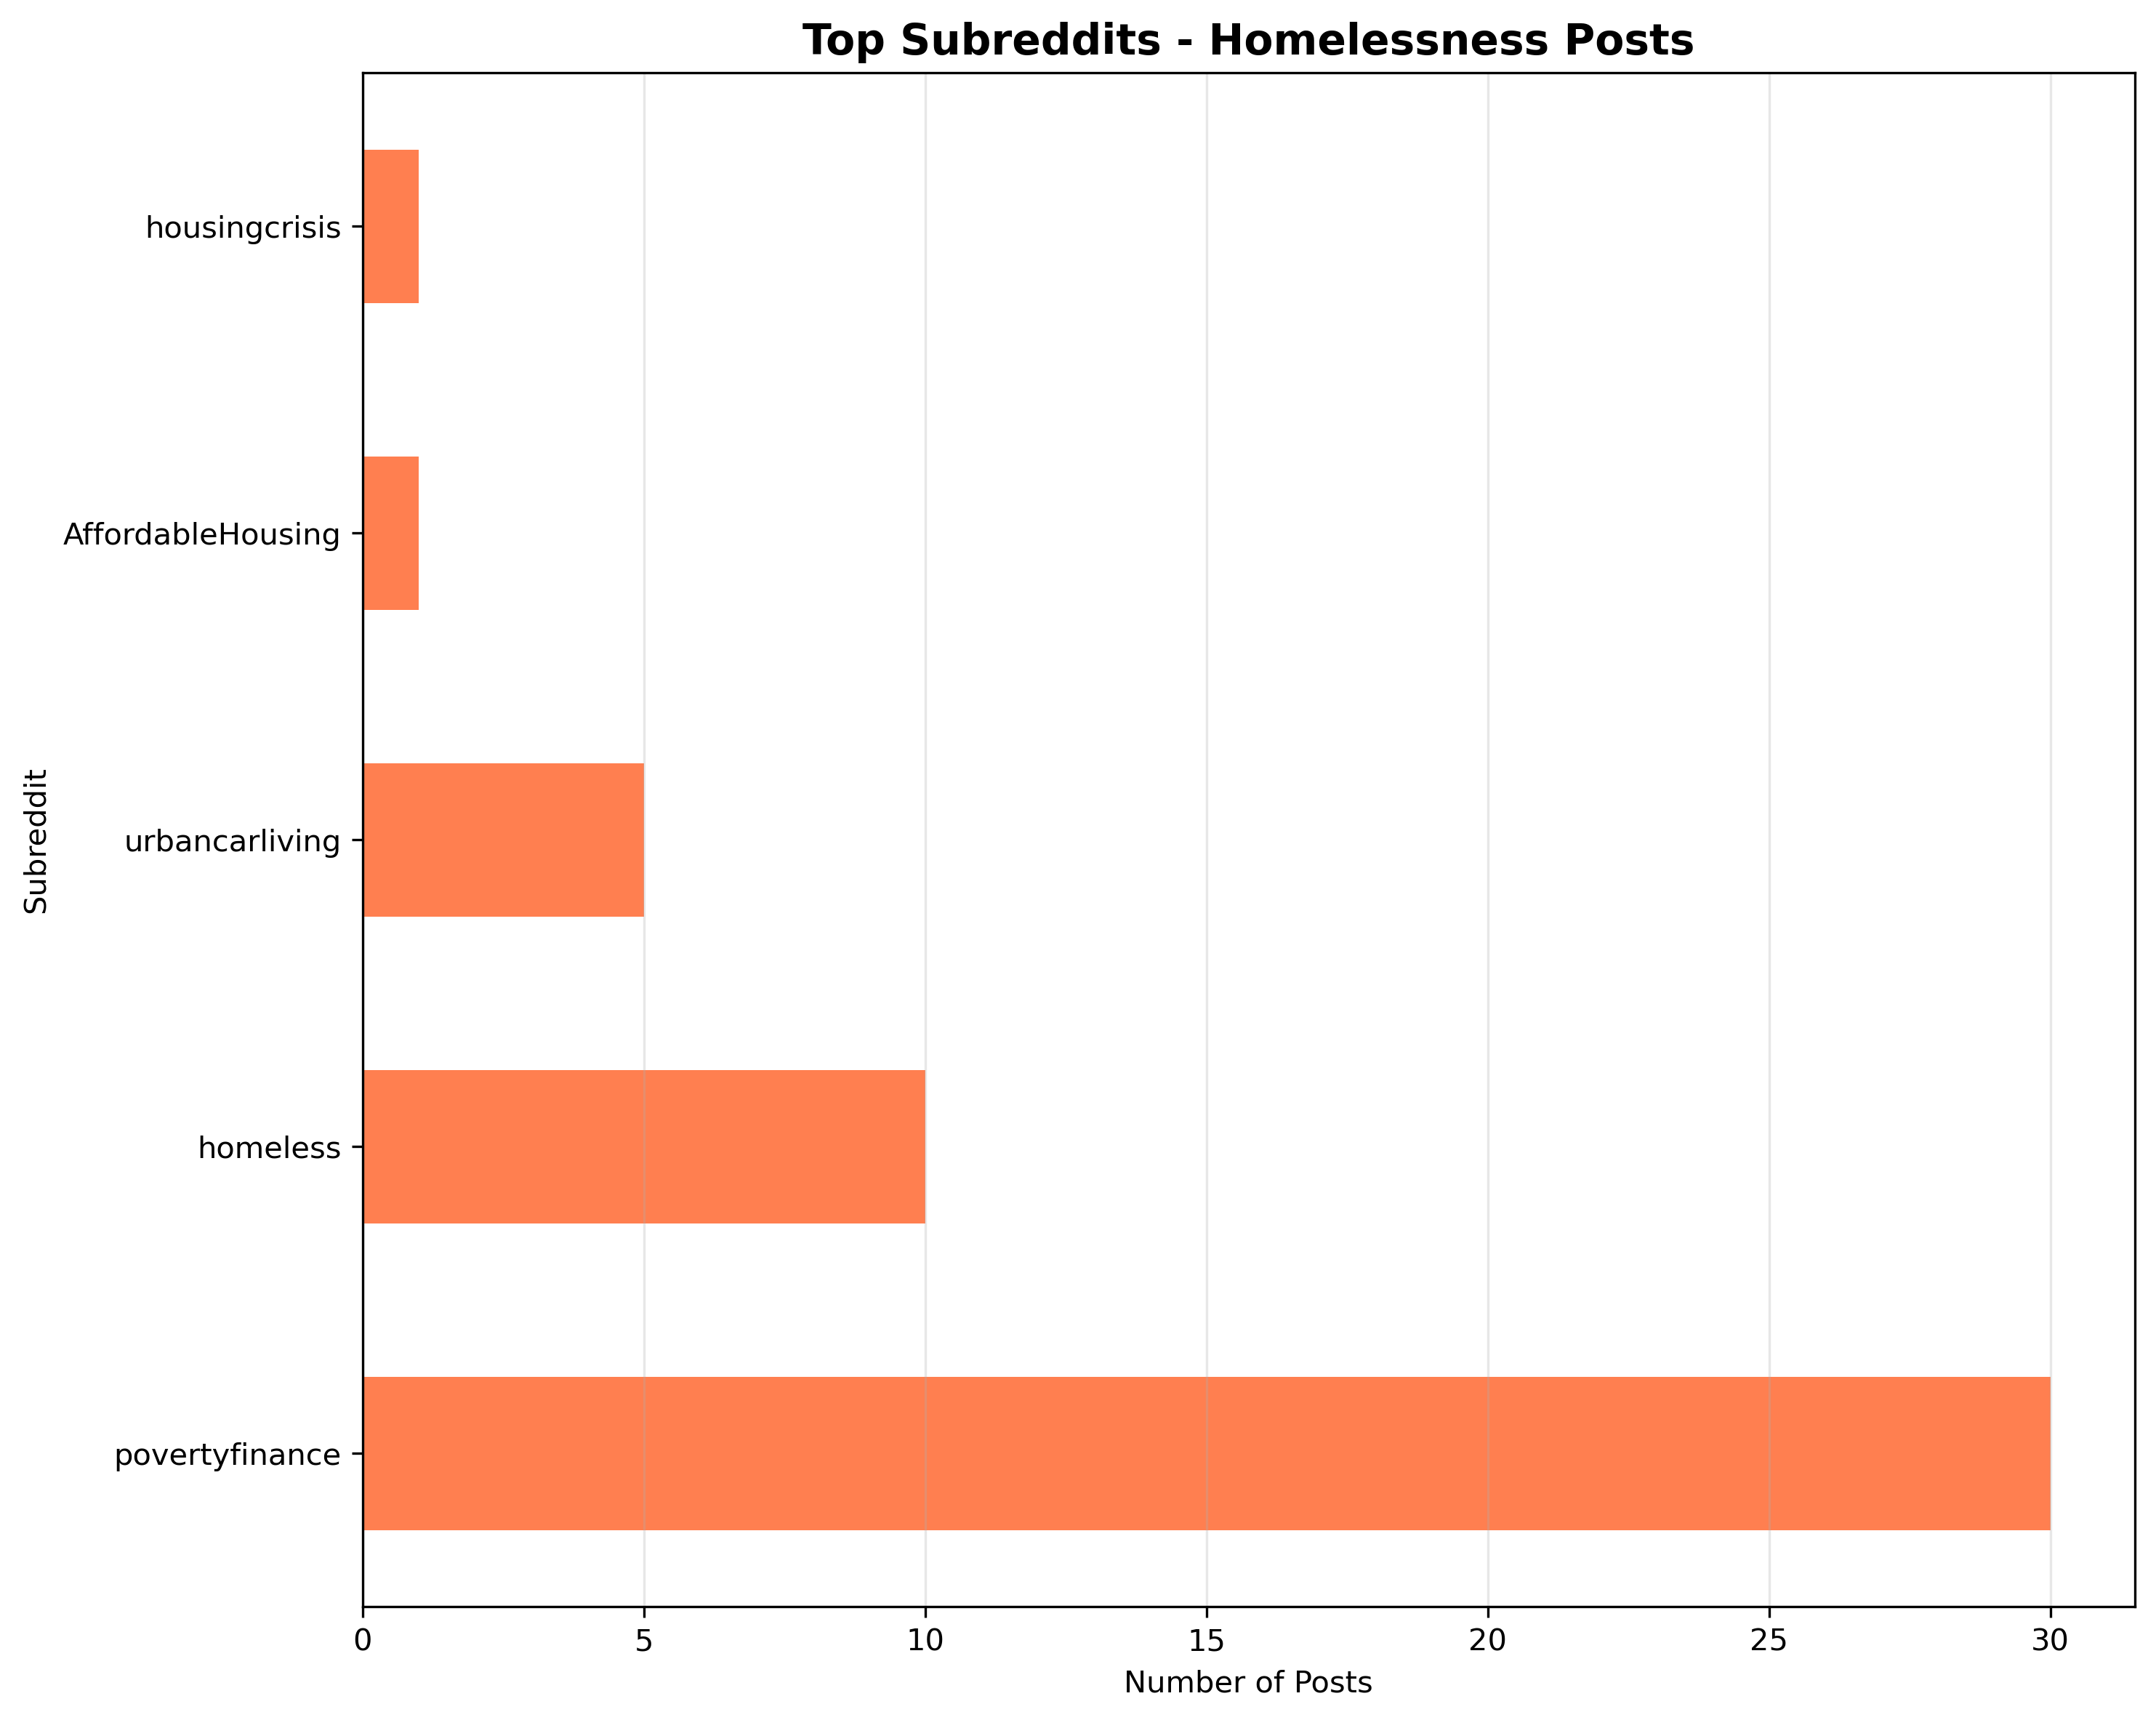 Top Subreddits - Homelessness Posts
housingcrisis
AffordableHousing
urbancarliving
homeless
povertyfinance
Subreddit
0 5 10 15 20 25 30
Number of Posts